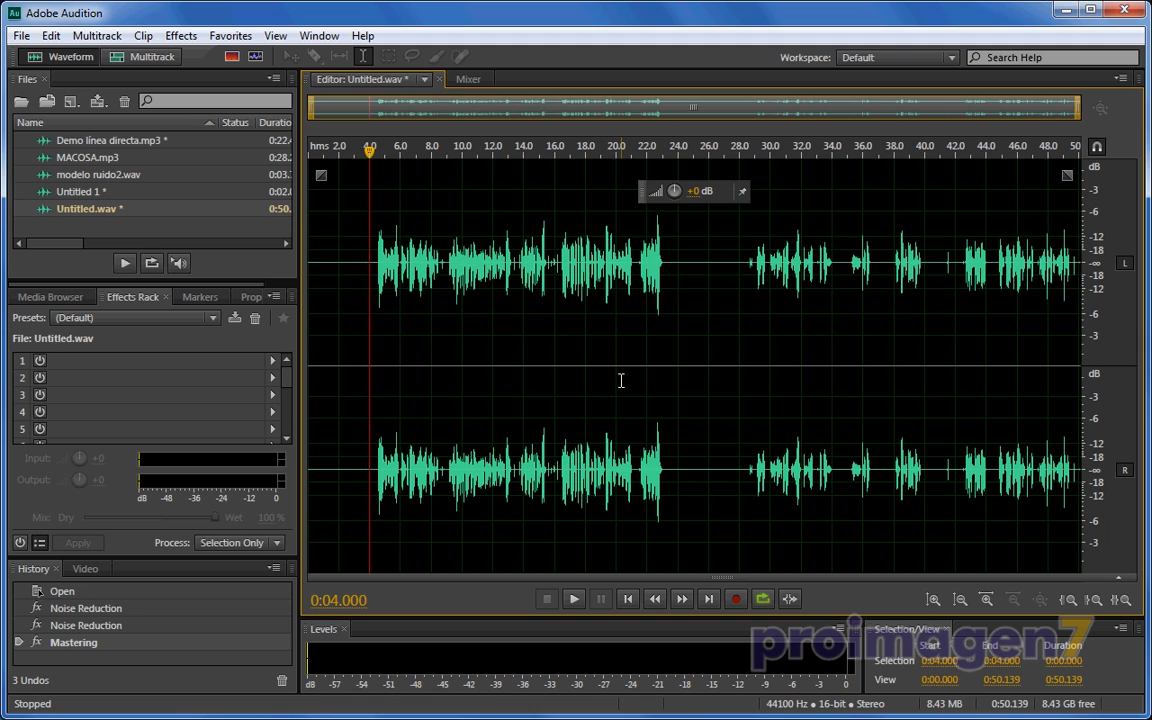 Au Adobe Audition
File Edit Multitrack Clip Effects Favorites View Window Help
Waveform Multitrack Workspace: Default Search Help
Files
Editor: Untitled.wav * Mixer
Name Status Duratio
Demo línea directa.mp3 * 0:22.4
MACOSA.mp3 0:28.2
modelo ruido2.wav 0:03.
Untitled 1 * 0:02.
Untitled.wav * 0:50.
Media Browser Effects Rack Markers Prop
Presets: (Default)
File: Untitled.wav
1
2
3
4
5
Input: +0
Output: +0
dB -48 -36 -24 -12 0
Mix: Dry Wet 100 %
Apply Process: Selection Only
History Video
Open
Noise Reduction
Noise Reduction
Mastering
3 Undos
Stopped
hms 2.0 4.0 6.0 8.0 10.0 12.0 14.0 16.0 18.0 20.0 22.0 24.0 26.0 28.0 30.0 32.0 34.0 36.0 38.0 40.0 42.0 44.0 46.0 48.0 50
+0 dB
dB
-3
-6
-12
-18
-∞ L
-18
-12
-6
-3
dB
-3
-6
-12
-18
-∞ R
-18
-12
-6
-3
0:04.000
Levels
dB -57 -54 -51 -48 -45 -42 -39 -36 -33 -30 -27 -24 -21 -18 -15 -12 -9 -6 -3 0
proimagen7
Selection/View
Start End Duration
Selection 0:04.000 0:04.000 0:00.000
View 0:00.000 0:50.139 0:50.139
44100 Hz • 16-bit • Stereo 8.43 MB 0:50.139 8.43 GB free